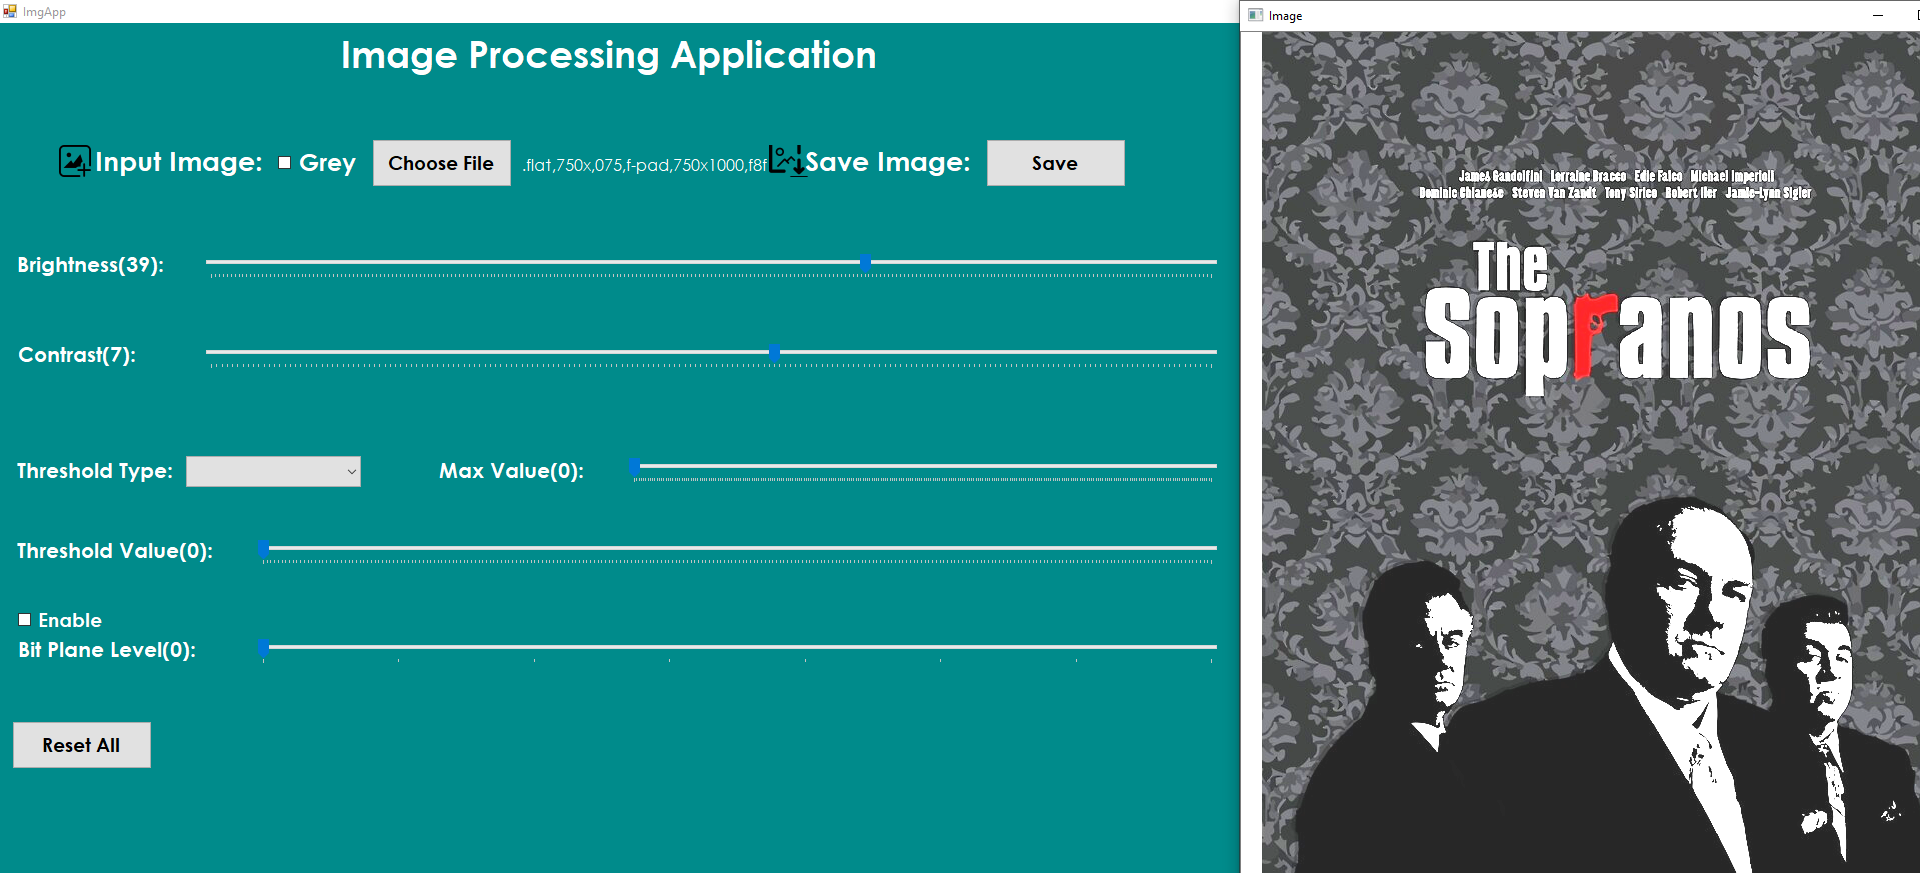 ImgApp
Image Processing Application
Input Image:
Grey
Choose File
.flat,750x,075,f-pad,750x1000,f8f
Save Image:
Save
Brightness(39):
Contrast(7):
Threshold Type:
Max Value(0):
Threshold Value(0):
Enable
Bit Plane Level(0):
Reset All
Image
James Gandolfini Lorraine Bracco Edie Falco Michael Imperioli
Dominic Chianese Steven Van Zandt Tony Sirico Robert Iler Jamie-Lynn Sigler
The
Sopranos